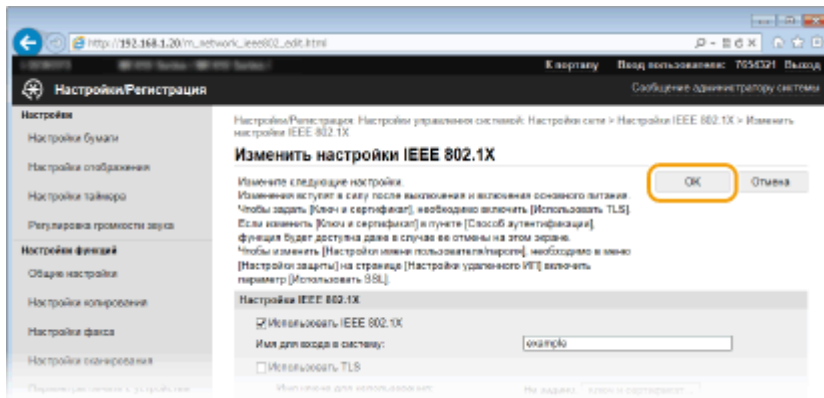 http://192.168.1.20/m_network_ieee802_edit.html
К порталу Вход пользователем: 7654321 Выход
Настройки/Регистрация
Сообщение администратору системы
Настройки
Настройки бумаги
Настройки отображения
Настройки таймера
Регулировка громкости звука
Настройки функций
Общие настройки
Настройки копирования
Настройки факса
Настройки сканирования
Настройки/Регистрация: Настройки управления системой: Настройки сети > Настройки IEEE 802.1X > Изменить
настройки IEEE 802.1X
Изменить настройки IEEE 802.1X
Измените следующие настройки.
OK
Отмена
Изменения вступят в силу после выключения и включения основного питания.
Чтобы задать [Ключ и сертификат], необходимо включить [Использовать TLS].
Если изменить [Ключ и сертификат] в пункте [Способ аутентификации],
функция будет доступна даже в случае ее отмены на этом экране.
Чтобы изменить [Настройки имени пользователя/пароля], необходимо в меню
[Настройки защиты] на странице [Настройки удаленного ИП] включить
параметр [Использовать SSL].
Настройки IEEE 802.1X
Использовать IEEE 802.1X
Имя для входа в систему:
example
Использовать TLS